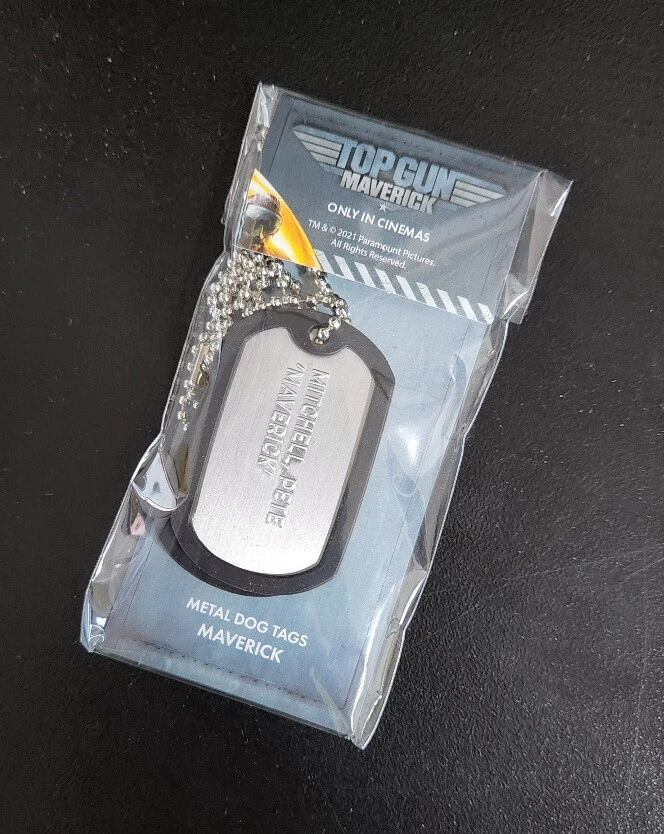 TOP GUN
MAVERICK
ONLY IN CINEMAS
TM & © 2021 Paramount Pictures.
All Rights Reserved.
MITCHELL, PETE
"MAVERICK"
METAL DOG TAGS
MAVERICK